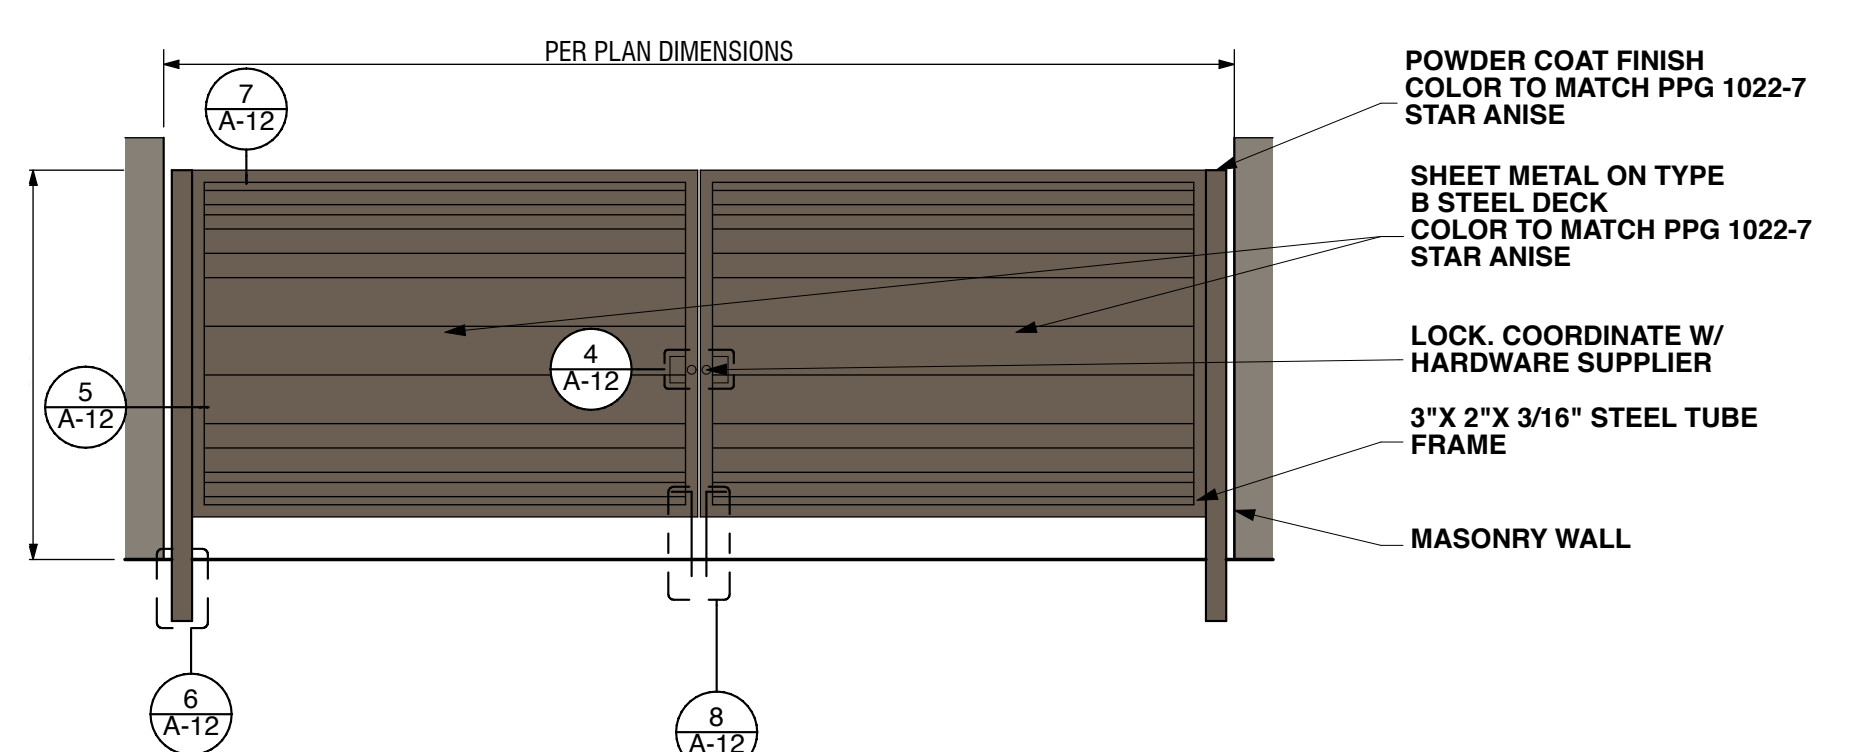 PER PLAN DIMENSIONS
7
A-12
POWDER COAT FINISH
COLOR TO MATCH PPG 1022-7
STAR ANISE
SHEET METAL ON TYPE
B STEEL DECK
COLOR TO MATCH PPG 1022-7
STAR ANISE
4
A-12
LOCK. COORDINATE W/
HARDWARE SUPPLIER
5
A-12
3"X 2"X 3/16" STEEL TUBE
FRAME
MASONRY WALL
6
A-12
8
A-12